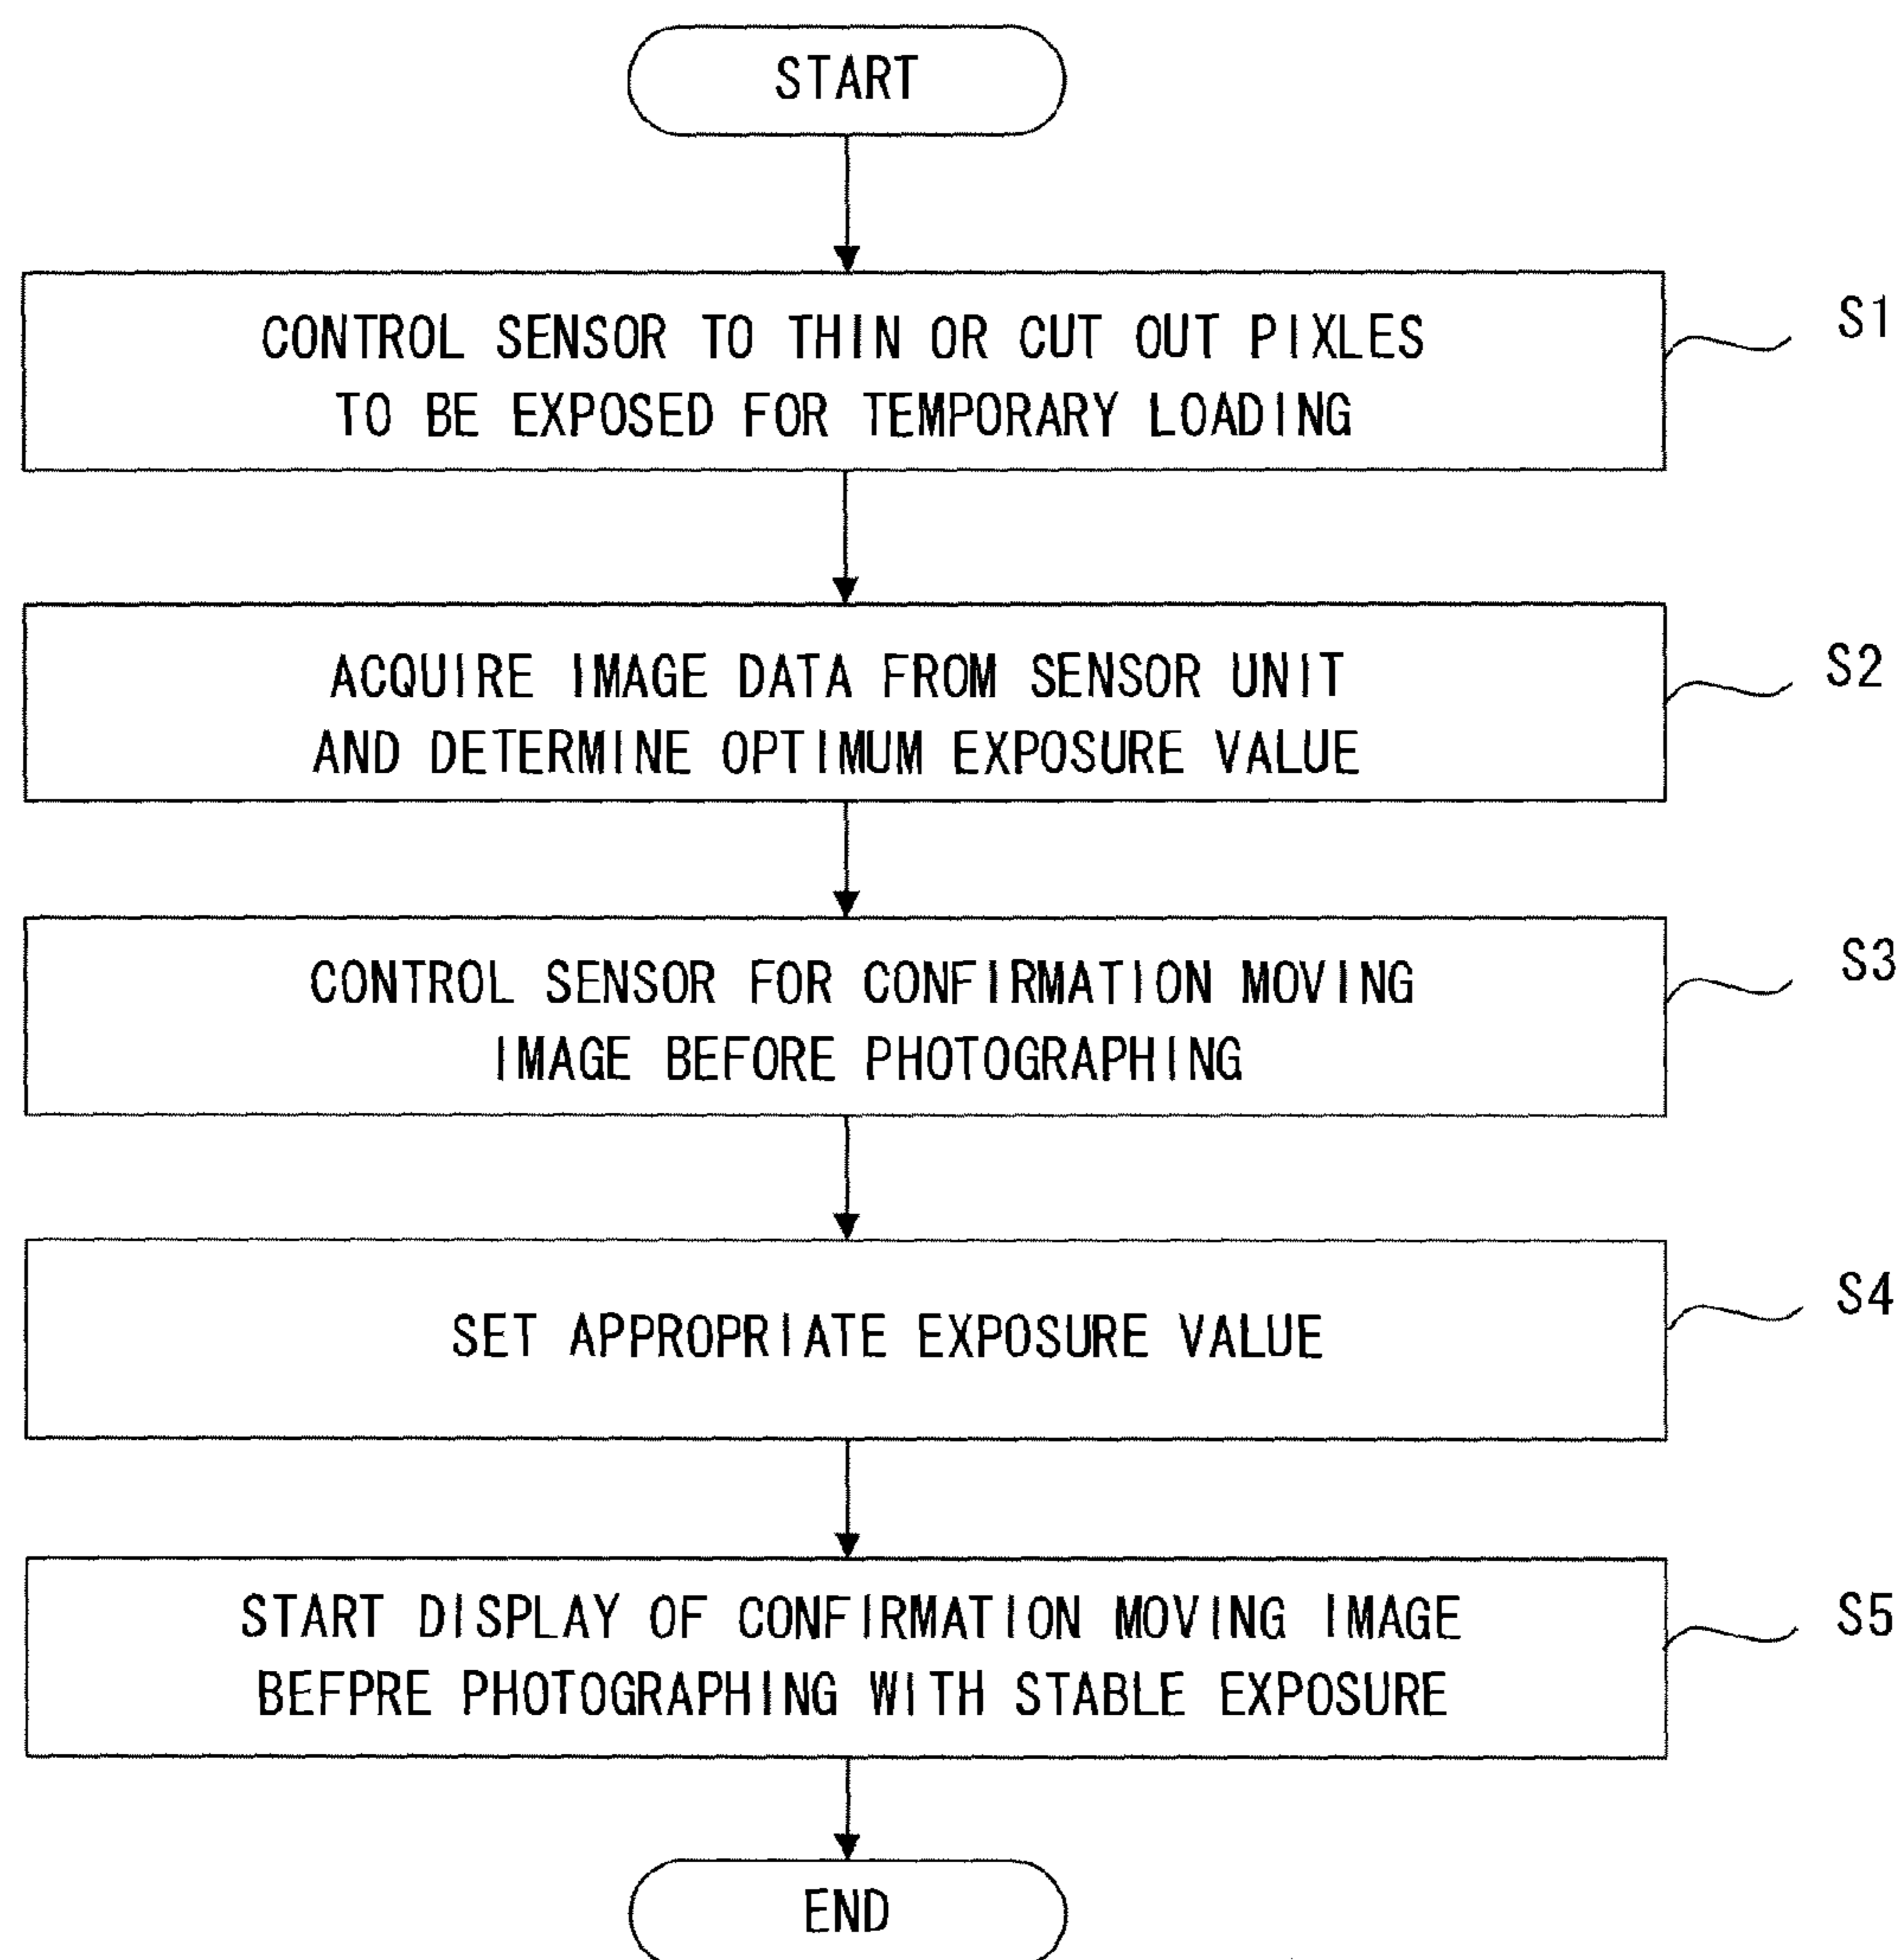 START
CONTROL SENSOR TO THIN OR CUT OUT PIXLES
TO BE EXPOSED FOR TEMPORARY LOADING
S1
ACQUIRE IMAGE DATA FROM SENSOR UNIT
AND DETERMINE OPTIMUM EXPOSURE VALUE
S2
CONTROL SENSOR FOR CONFIRMATION MOVING
IMAGE BEFORE PHOTOGRAPHING
S3
SET APPROPRIATE EXPOSURE VALUE
S4
START DISPLAY OF CONFIRMATION MOVING IMAGE
BEFPRE PHOTOGRAPHING WITH STABLE EXPOSURE
S5
END